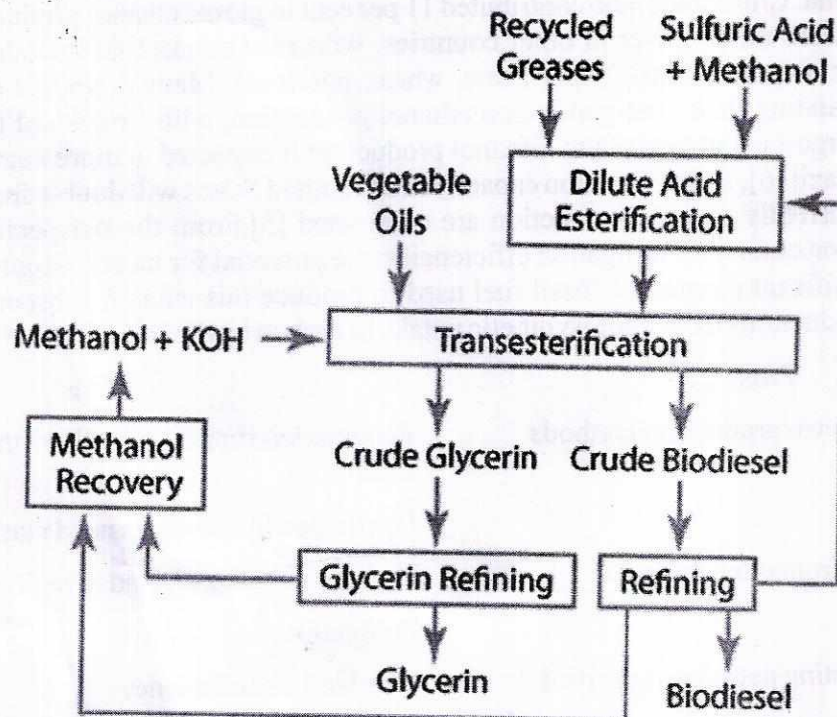 Recycled
Greases
Sulfuric Acid
+ Methanol
Dilute Acid
Esterification
Vegetable
Oils
Methanol + KOH
Transesterification
Methanol
Recovery
Crude Glycerin
Crude Biodiesel
Glycerin Refining
Refining
Glycerin
Biodiesel